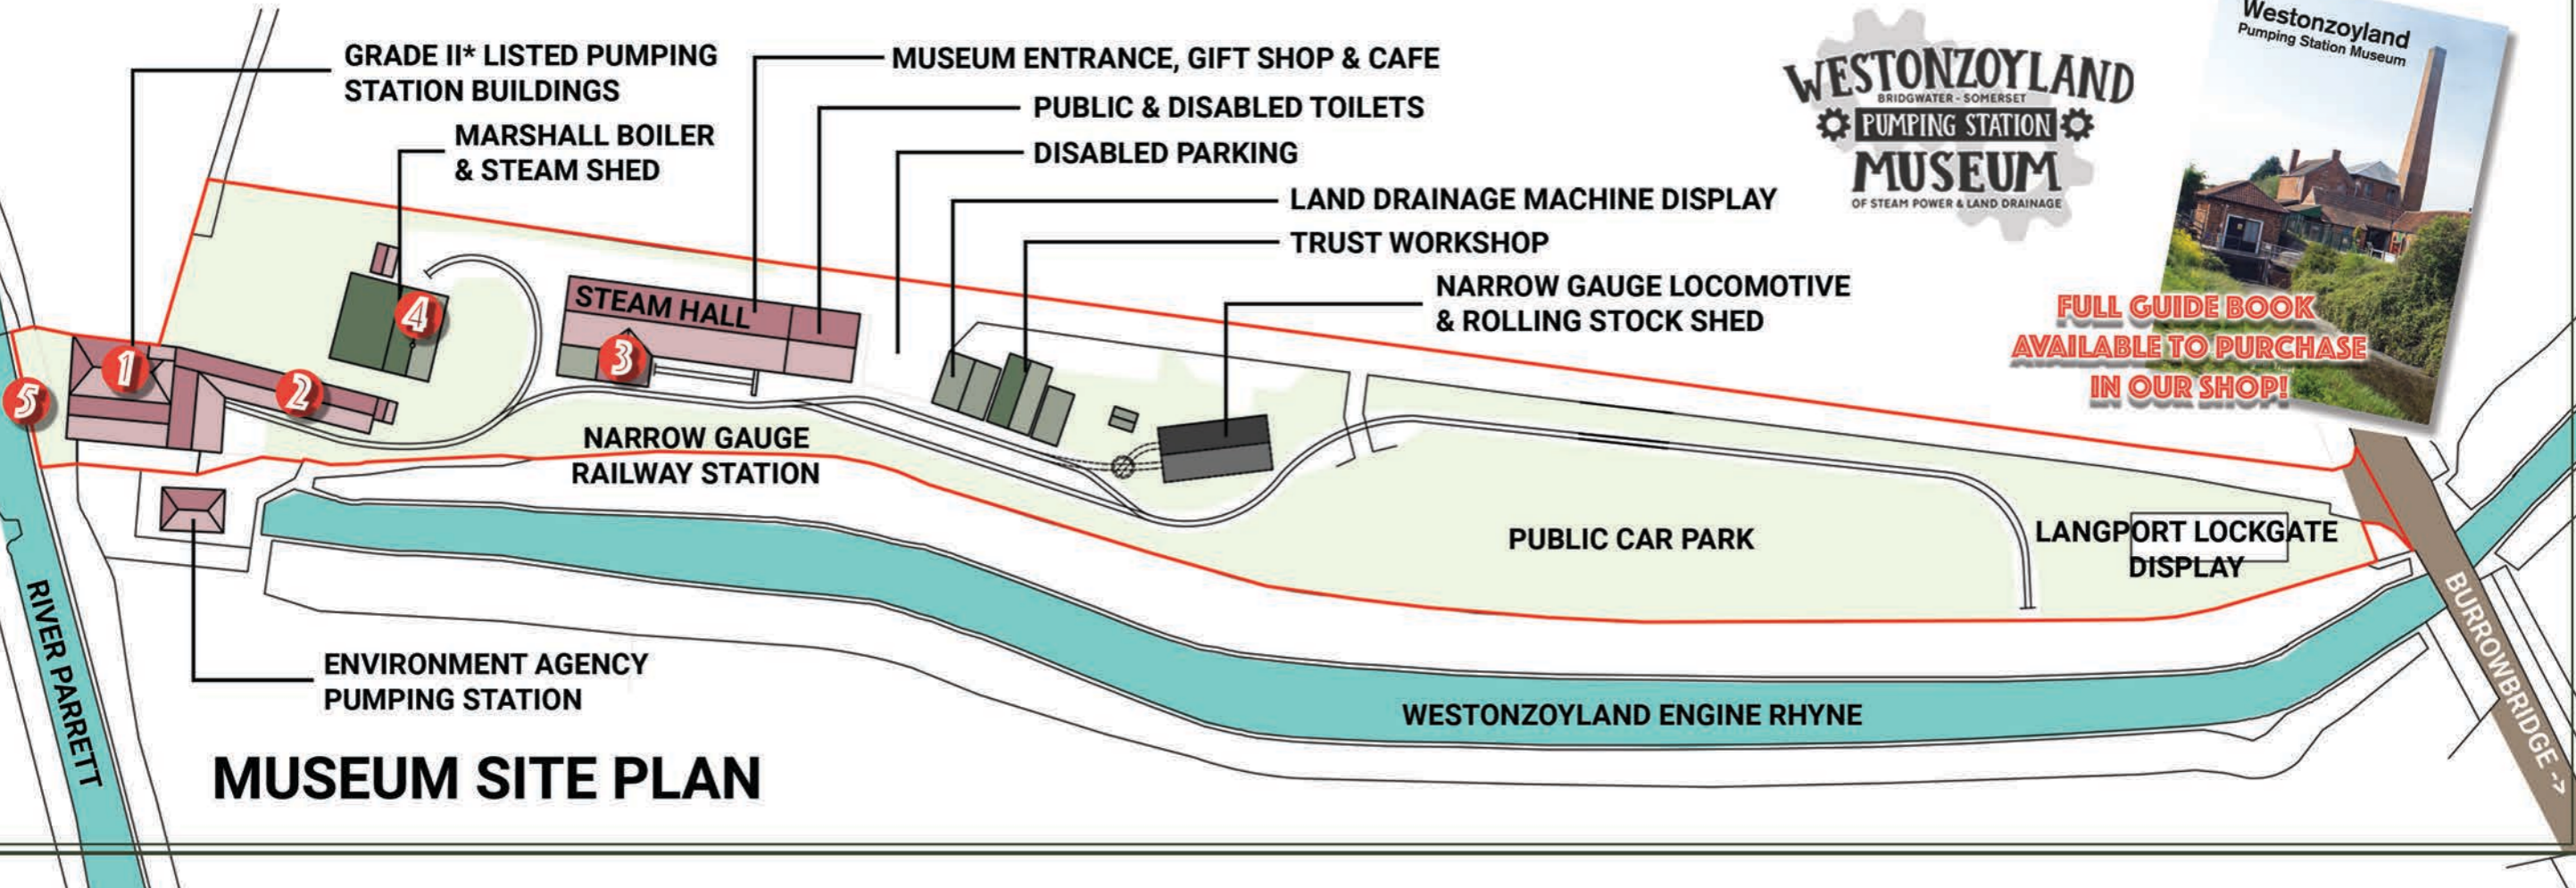 GRADE II* LISTED PUMPING
STATION BUILDINGS
MARSHALL BOILER
& STEAM SHED
MUSEUM ENTRANCE, GIFT SHOP & CAFE
PUBLIC & DISABLED TOILETS
DISABLED PARKING
LAND DRAINAGE MACHINE DISPLAY
TRUST WORKSHOP
NARROW GAUGE LOCOMOTIVE
& ROLLING STOCK SHED
WESTONZOYLAND
BRIDGWATER - SOMERSET
PUMPING STATION
MUSEUM
OF STEAM POWER & LAND DRAINAGE
Westonzoyland
Pumping Station Museum
FULL GUIDE BOOK
AVAILABLE TO PURCHASE
IN OUR SHOP!
STEAM HALL
1
2
3
4
5
NARROW GAUGE
RAILWAY STATION
PUBLIC CAR PARK
LANGPORT LOCKGATE
DISPLAY
RIVER PARRETT
ENVIRONMENT AGENCY
PUMPING STATION
WESTONZOYLAND ENGINE RHYNE
BURROWBRIDGE ->
MUSEUM SITE PLAN